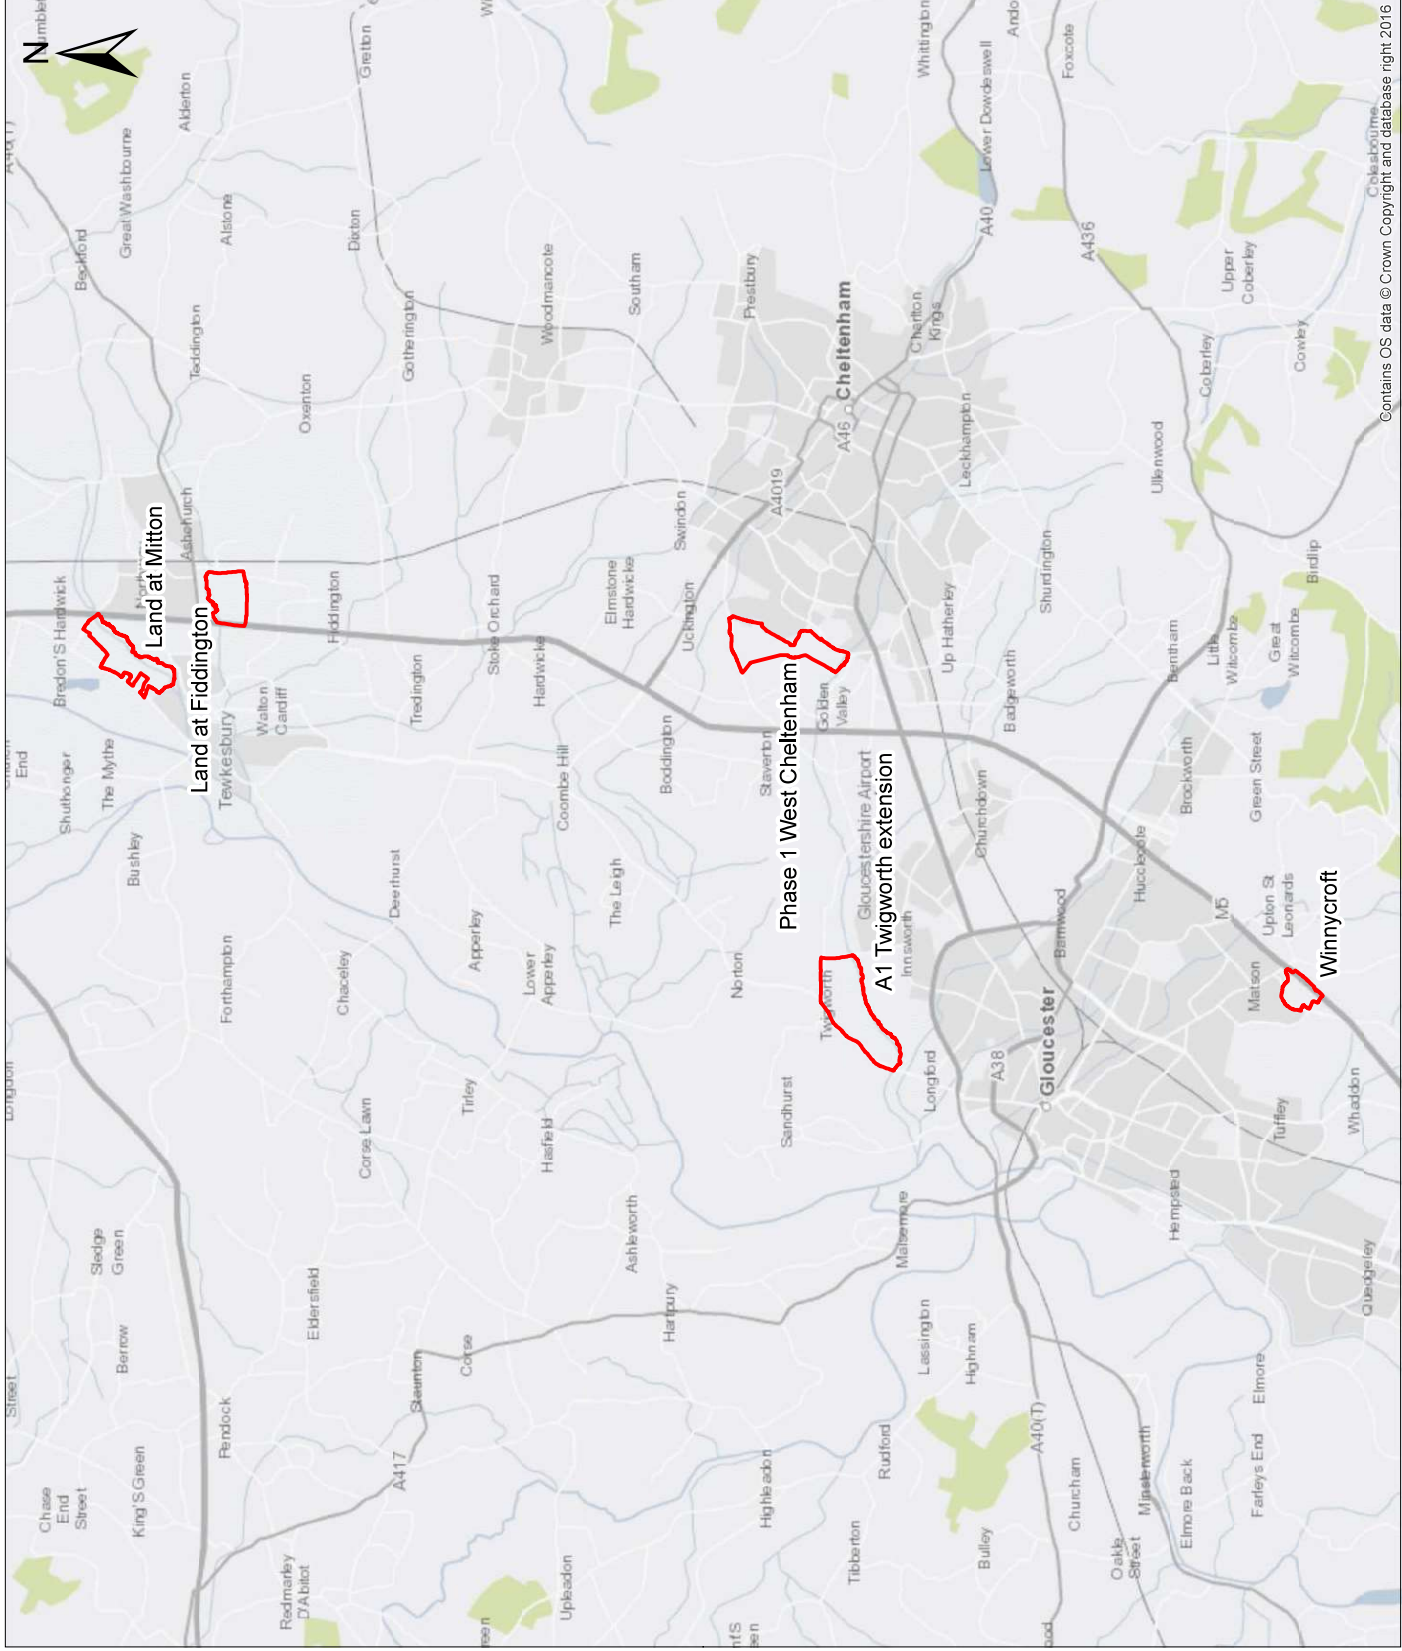 N
Alderton
Gretton
Whittington
Foxcote
Lower Dowdeswell
Great Washbourne
Beckford
Alstone
Dixton
Teddington
Gotherington
Woodmancote
Southam
Prestbury
A40
A436
Upper
Coberley
Colesbourne
Oxenton
Cheltenham
Charlton
Kings
A46
Leckhampton
Coberley
Cowley
Ullenwood
Ashchurch
Land at Mitton
A4019
Swindon
Bredon'S Hardwick
Land at Fiddington
Fiddington
Stoke Orchard
Elmstone
Hardwicke
Uckington
Shurdington
Birdlip
Up Hatherley
Bentham
Little
Witcombe
Great
Witcombe
Walton
Cardiff
Tredington
Hardwicke
Golden
Valley
Badgeworth
End
Shuthonger
The Mythe
Tewkesbury
Coombe Hill
Boddington
Staverton
Phase 1 West Cheltenham
Gloucestershire Airport
A1 Twigworth extension
Churchdown
Brockworth
Green Street
Bushley
Deerhurst
The Leigh
Hucclecote
Innsworth
Barnwood
M5
Upton St
Leonards
Winnycroft
Forthampton
Chaceley
Apperley
Lower
Apperley
Norton
Twigworth
Matson
Longdon
Corse Lawn
Tirley
Hasfield
Sandhurst
Longford
A38
Gloucester
Tuffley
Whaddon
Sledge
Green
Eldersfield
Ashleworth
Maisemore
Hempsted
Quedgeley
Berrow
Staunton
Corse
Hartpury
Lassington
Highnam
Elmore
Street
Pendock
A417
Rudford
A40(T)
Chase
End
Street
King'S Green
Highleadon
Churcham
Minsterworth
Elmore Back
Farleys End
Redmarley
D'Abitot
Upleadon
Tibberton
Bulley
Oakle
Street
Contains OS data © Crown Copyright and database right 2016